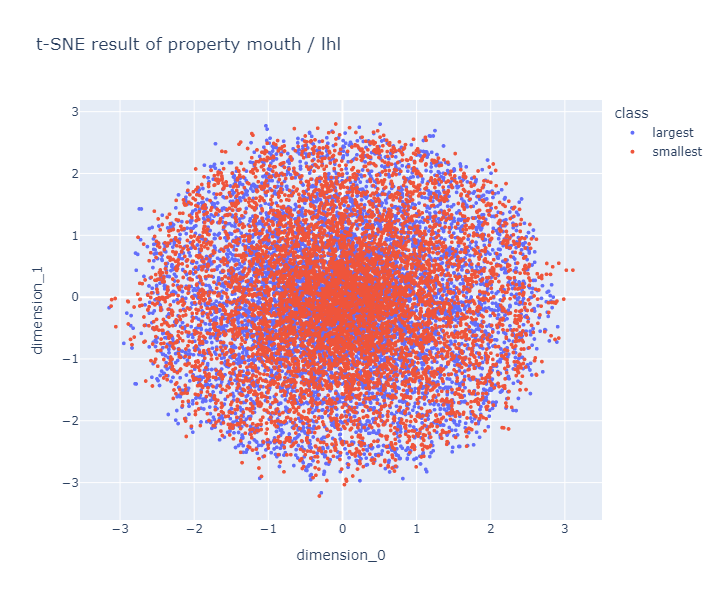 t-SNE result of property mouth / lhl
class
largest
smallest
3
2
1
0
−1
−2
−3
dimension_1
−3
−2
−1
0
1
2
3
dimension_0